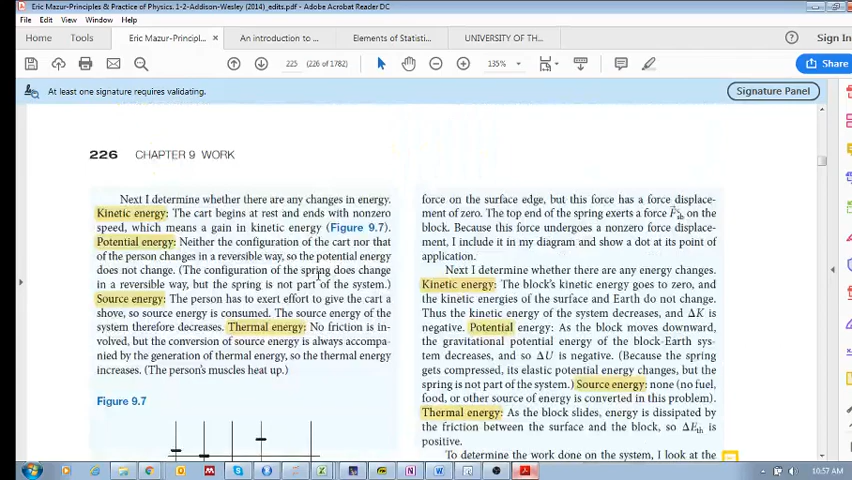 Eric Mazur-Principles & Practice of Physics. 1-2-Addison-Wesley (2014)_edits.pdf - Adobe Acrobat Reader DC
File Edit View Window Help
Home Tools Eric Mazur-Principl... × An introduction to ... Elements of Statisti... UNIVERSITY OF TH... Sign In
225 (226 of 1782) 135% Share
At least one signature requires validating. Signature Panel
226 CHAPTER 9 WORK
Next I determine whether there are any changes in energy.
Kinetic energy: The cart begins at rest and ends with nonzero
speed, which means a gain in kinetic energy (Figure 9.7).
Potential energy: Neither the configuration of the cart nor that
of the person changes in a reversible way, so the potential energy
does not change. (The configuration of the spring does change
in a reversible way, but the spring is not part of the system.)
Source energy: The person has to exert effort to give the cart a
shove, so source energy is consumed. The source energy of the
system therefore decreases. Thermal energy: No friction is in-
volved, but the conversion of source energy is always accompa-
nied by the generation of thermal energy, so the thermal energy
increases. (The person's muscles heat up.)
Figure 9.7
force on the surface edge, but this force has a force displace-
ment of zero. The top end of the spring exerts a force F sb on the
block. Because this force undergoes a nonzero force displace-
ment, I include it in my diagram and show a dot at its point of
application.
Next I determine whether there are any energy changes.
Kinetic energy: The block's kinetic energy goes to zero, and
the kinetic energies of the surface and Earth do not change.
Thus the kinetic energy of the system decreases, and ΔK is
negative. Potential energy: As the block moves downward,
the gravitational potential energy of the block-Earth sys-
tem decreases, and so ΔU is negative. (Because the spring
gets compressed, its elastic potential energy changes, but the
spring is not part of the system.) Source energy: none (no fuel,
food, or other source of energy is converted in this problem).
Thermal energy: As the block slides, energy is dissipated by
the friction between the surface and the block, so ΔEth is
positive.
To determine the work done on the system, I look at the
10:57 AM